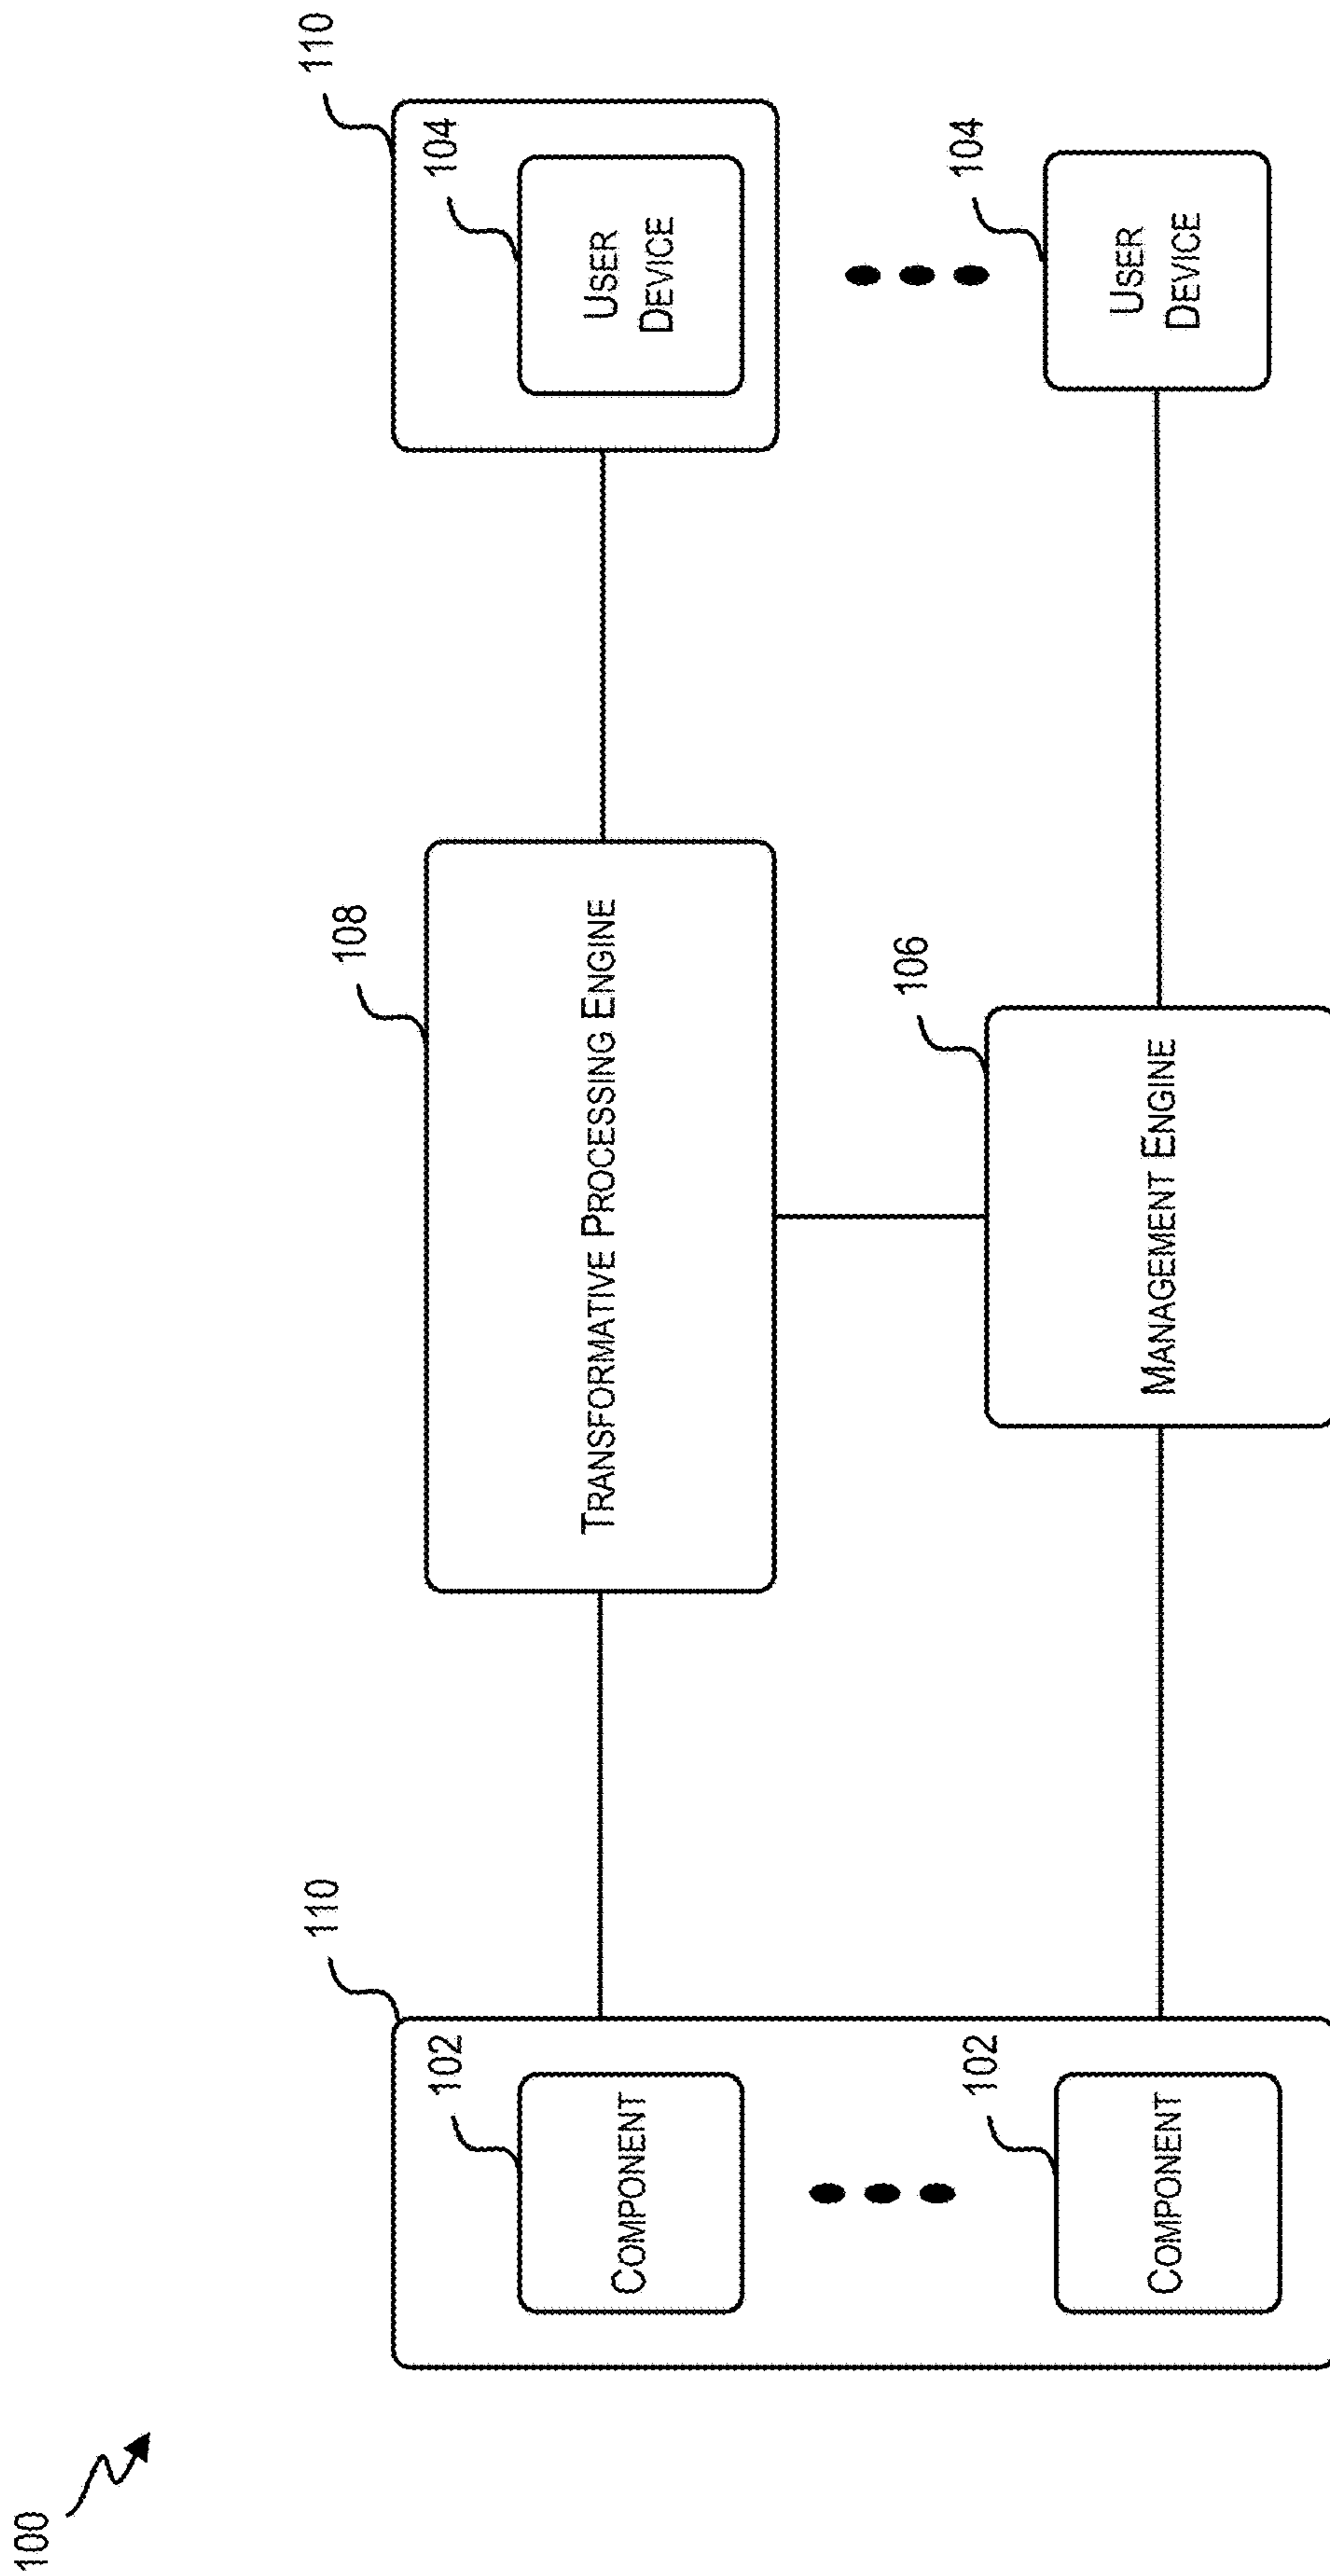 100
110
102
COMPONENT
102
COMPONENT
108
TRANSFORMATIVE PROCESSING ENGINE
106
MANAGEMENT ENGINE
110
104
USER
DEVICE
104
USER
DEVICE